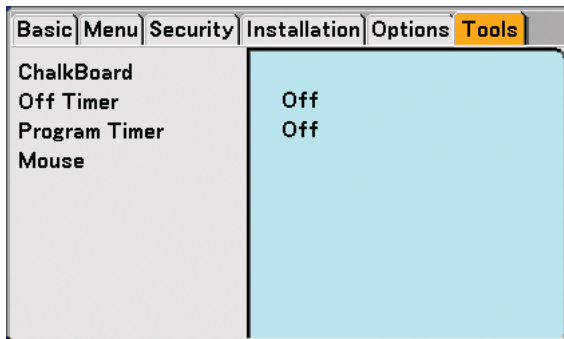 Basic Menu Security Installation Options Tools
ChalkBoard
Off Timer Off
Program Timer Off
Mouse